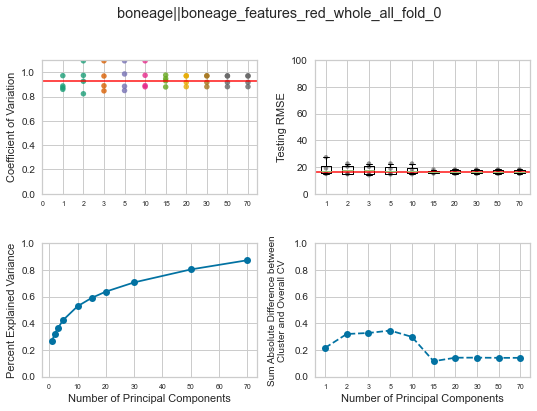 boneage||boneage_features_red_whole_all_fold_0
Coefficient of Variation
1.0
0.8
0.6
0.4
0.2
0.0
0 1 2 3 5 10 15 20 30 50 70
Testing RMSE
100
80
60
40
20
0
1 2 3 5 10 15 20 30 50 70
Percent Explained Variance
1.0
0.8
0.6
0.4
0.2
0.0
0 10 20 30 40 50 60 70
Number of Principal Components
Sum Absolute Difference between
Cluster and Overall CV
1.0
0.8
0.6
0.4
0.2
0.0
1 2 3 5 10 15 20 30 50 70
Number of Principal Components